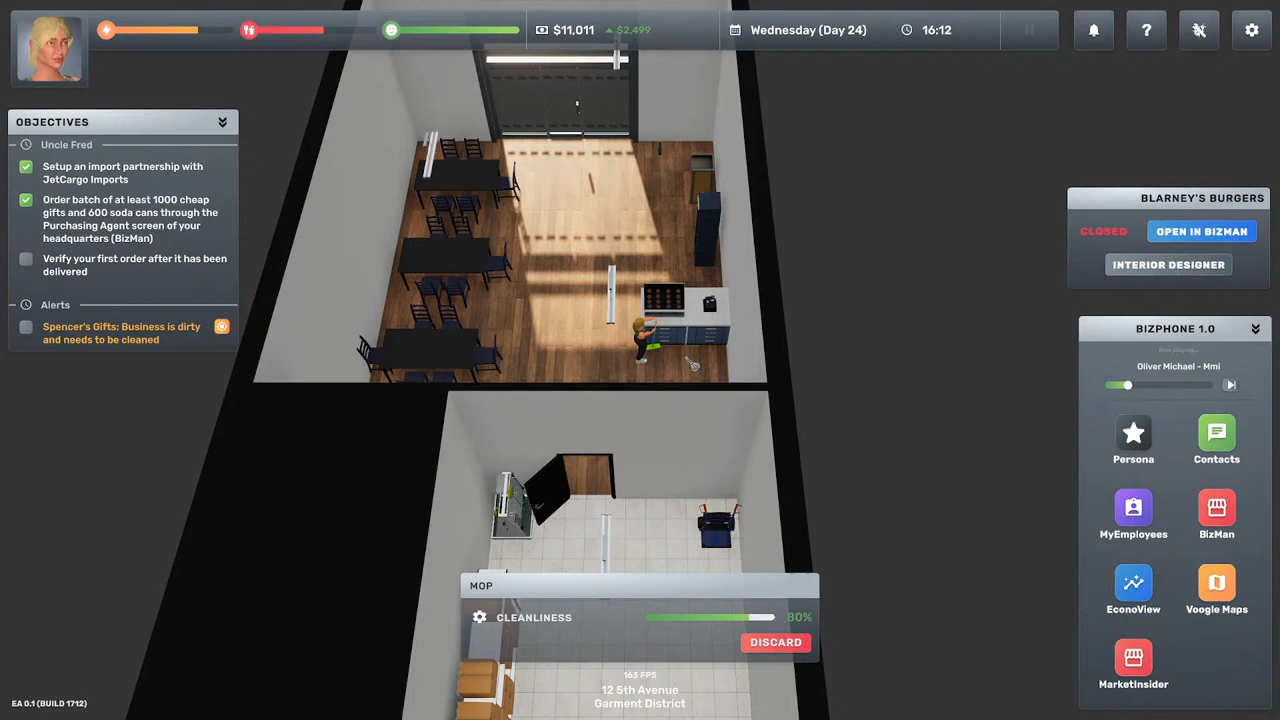 $11,011
$2,499
Wednesday (Day 24)
16:12
?
OBJECTIVES
Uncle Fred
Setup an import partnership with
JetCargo Imports
Order batch of at least 1000 cheap
gifts and 600 soda cans through the
Purchasing Agent screen of your
headquarters (BizMan)
Verify your first order after it has been
delivered
Alerts
Spencer's Gifts: Business is dirty
and needs to be cleaned
BLARNEY'S BURGERS
CLOSED
OPEN IN BIZMAN
INTERIOR DESIGNER
BIZPHONE 1.0
Now playing...
Oliver Michael - Mmi
Persona
Contacts
MyEmployees
BizMan
EconoView
Voogle Maps
MarketInsider
MOP
CLEANLINESS
80%
DISCARD
163 FPS
12 5th Avenue
Garment District
EA 0.1 (BUILD 1712)